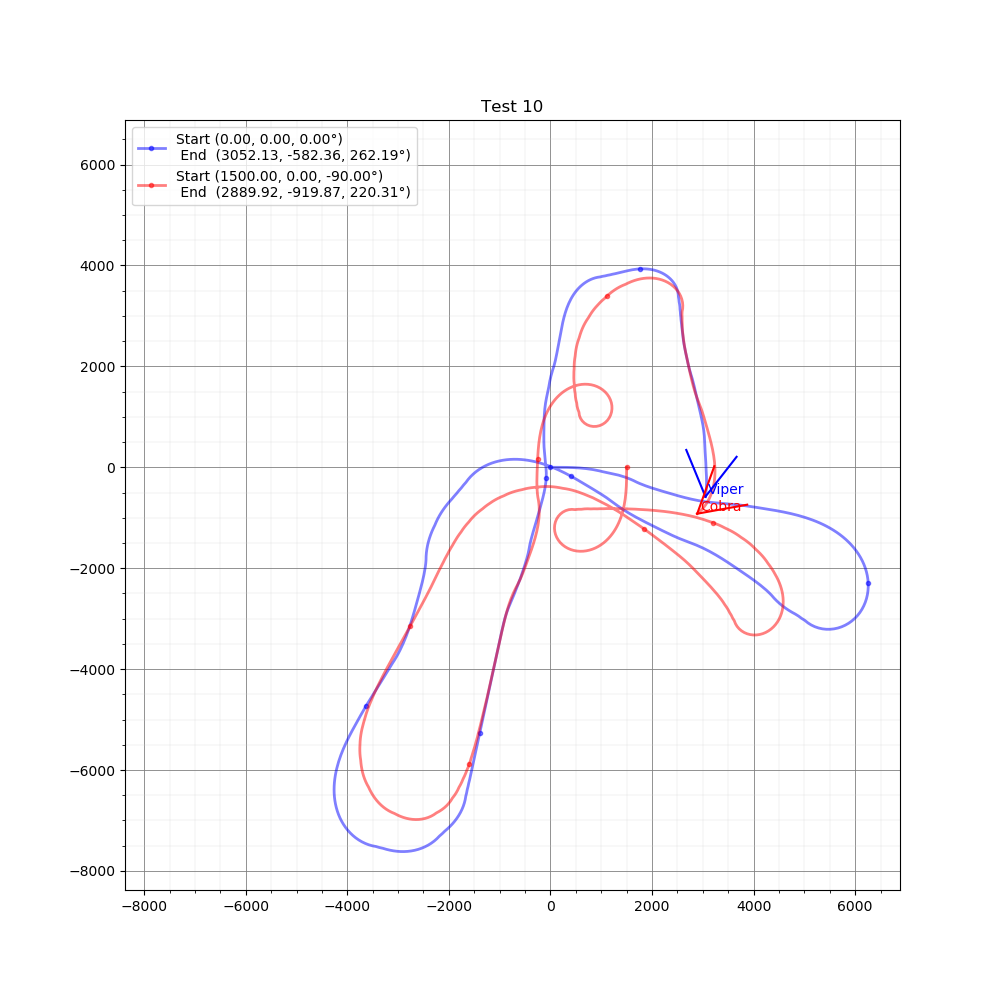 Test 10
Start (0.00, 0.00, 0.00°)
End (3052.13, -582.36, 262.19°)
Start (1500.00, 0.00, -90.00°)
End (2889.92, -919.87, 220.31°)
6000
4000
2000
0
−2000
−4000
−6000
−8000
Viper
Cobra
−8000 −6000 −4000 −2000 0 2000 4000 6000